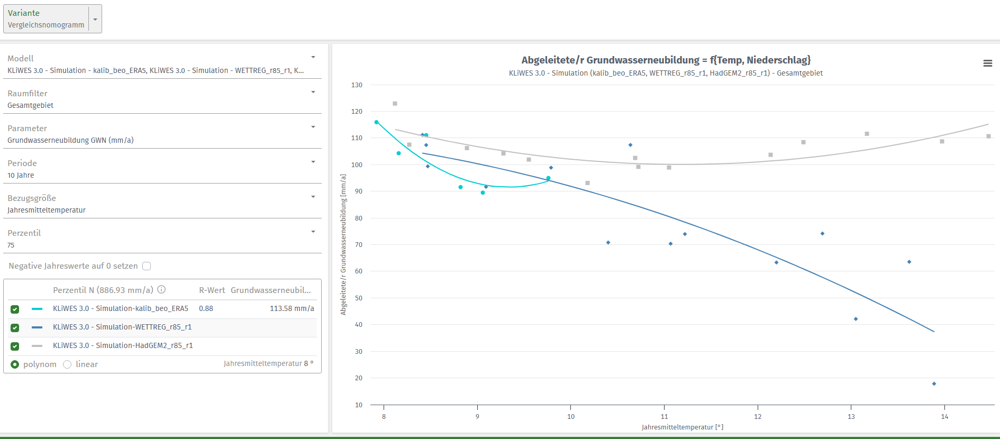 Variante
Vergleichsnomogramm
Modell
KLiWES 3.0 - Simulation - kalib_beo_ERA5, KLiWES 3.0 - Simulation - WETTREG_r85_r1, K...
Raumfilter
Gesamtgebiet
Parameter
Grundwasserneubildung GWN (mm/a)
Periode
10 Jahre
Bezugsgröße
Jahresmitteltemperatur
Perzentil
75
Negative Jahreswerte auf 0 setzen
Perzentil N (886.93 mm/a) R-Wert Grundwasserneubil...
KLiWES 3.0 - Simulation-kalib_beo_ERA5 0.88 113.58 mm/a
KLiWES 3.0 - Simulation-WETTREG_r85_r1
KLiWES 3.0 - Simulation-HadGEM2_r85_r1
polynom linear Jahresmitteltemperatur 8 °
Abgeleitete/r Grundwasserneubildung = f{Temp, Niederschlag}
KLiWES 3.0 - Simulation (kalib_beo_ERA5, WETTREG_r85_r1, HadGEM2_r85_r1) - Gesamtgebiet
Abgeleitete/r Grundwasserneubildung [mm/a]
130
120
110
100
90
80
70
60
50
40
30
20
10
8 9 10 11 12 13 14
Jahresmitteltemperatur [°]